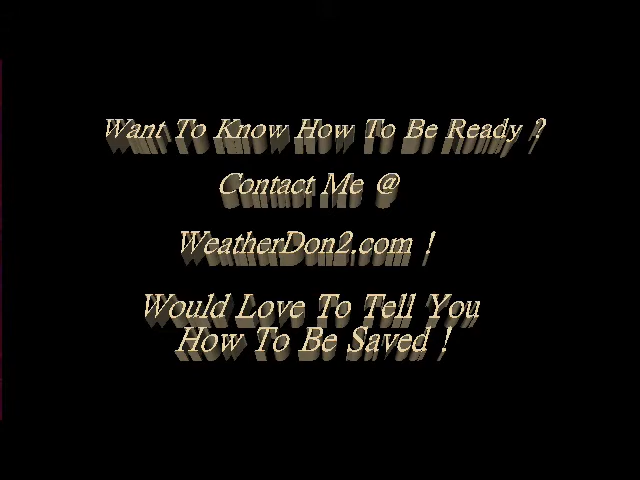 Want To Know How To Be Ready ?
Contact Me @
WeatherDon2.com !
Would Love To Tell You
How To Be Saved !